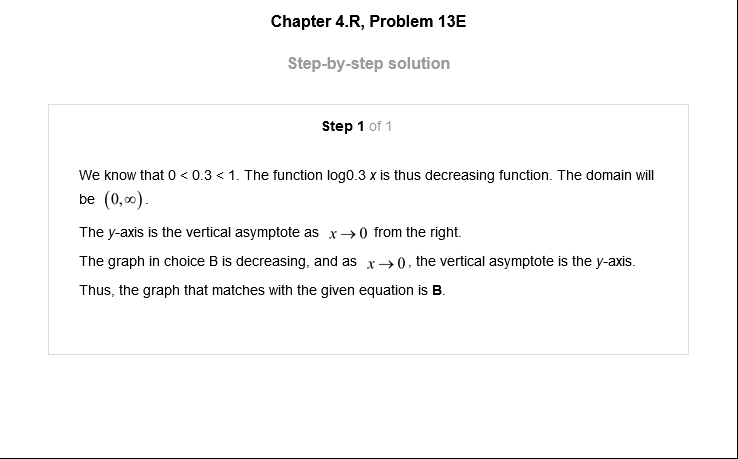 Chapter 4.R, Problem 13E
Step-by-step solution
Step 1 of 1
We know that 0 < 0.3 < 1. The function log0.3 x is thus decreasing function. The domain will
be (0,∞).
The y-axis is the vertical asymptote as x→0 from the right.
The graph in choice B is decreasing, and as x→0, the vertical asymptote is the y-axis.
Thus, the graph that matches with the given equation is B.